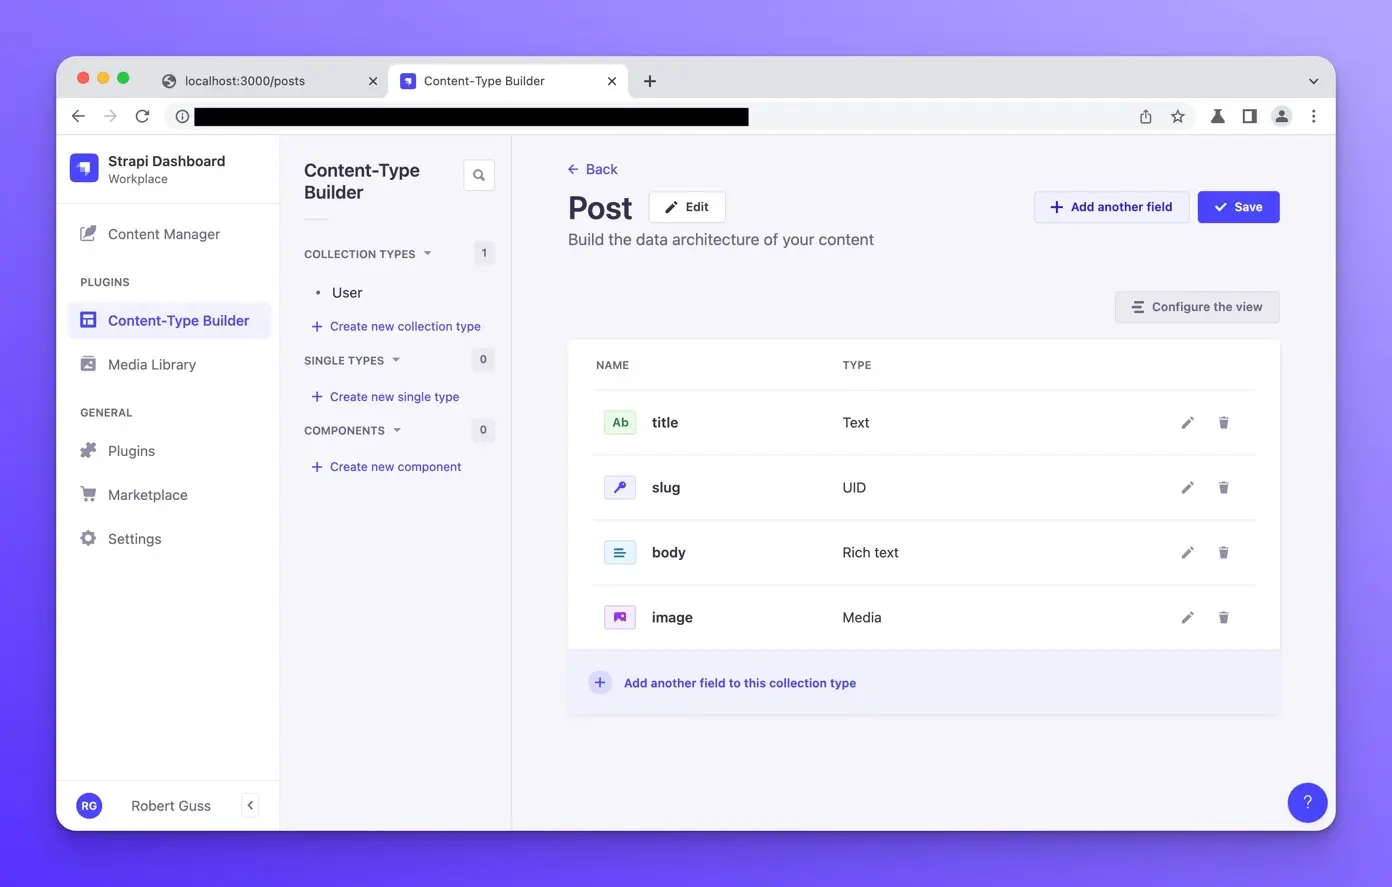 localhost:3000/posts
Content-Type Builder
Strapi Dashboard
Workplace
Content Manager
PLUGINS
Content-Type Builder
Media Library
GENERAL
Plugins
Marketplace
Settings
RG
Robert Guss
Content-Type
Builder
COLLECTION TYPES
1
User
Create new collection type
SINGLE TYPES
0
Create new single type
COMPONENTS
0
Create new component
Back
Post
Edit
Add another field
Save
Build the data architecture of your content
Configure the view
NAME TYPE
Ab title Text
slug UID
body Rich text
image Media
Add another field to this collection type
?